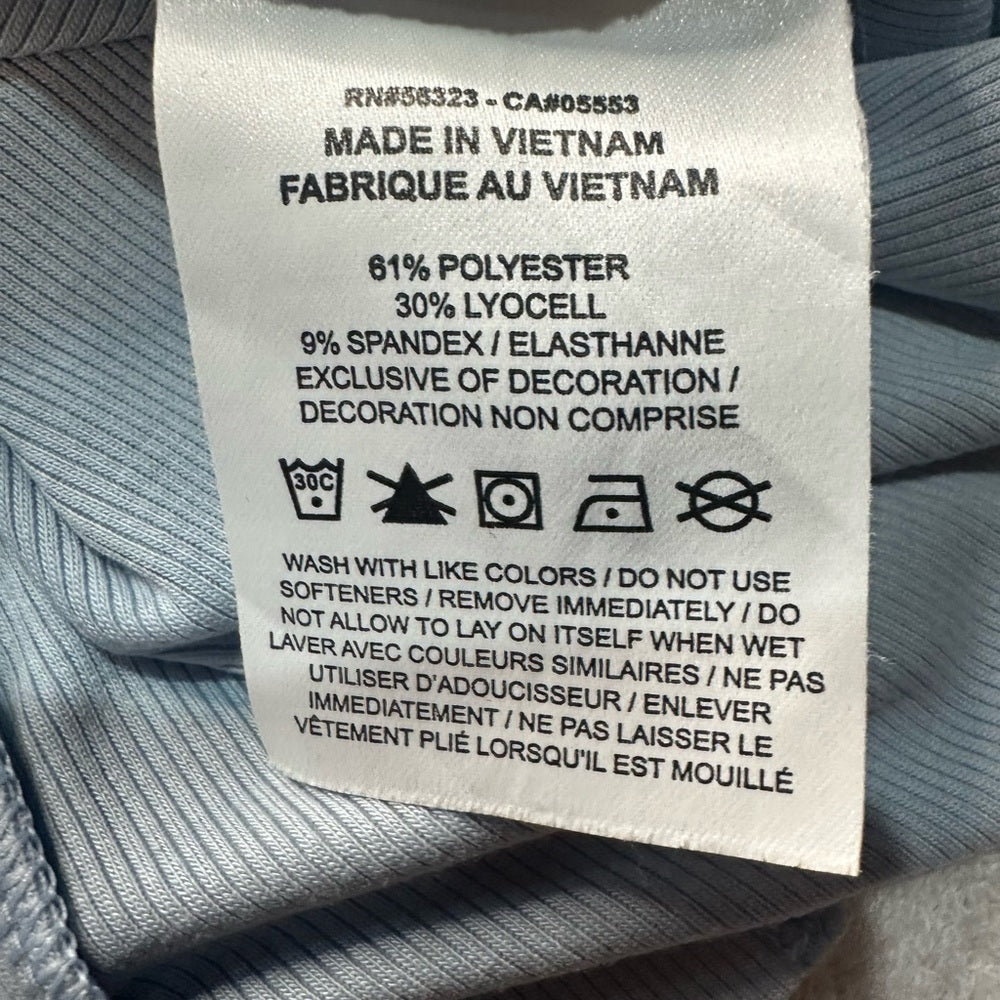 RN#56323 - CA#05553
MADE IN VIETNAM
FABRIQUE AU VIETNAM
61% POLYESTER
30% LYOCELL
9% SPANDEX / ELASTHANNE
EXCLUSIVE OF DECORATION /
DECORATION NON COMPRISE
30C
WASH WITH LIKE COLORS / DO NOT USE
SOFTENERS / REMOVE IMMEDIATELY / DO
NOT ALLOW TO LAY ON ITSELF WHEN WET
LAVER AVEC COULEURS SIMILAIRES / NE PAS
UTILISER D'ADOUCISSEUR / ENLEVER
IMMEDIATEMENT / NE PAS LAISSER LE
VÊTEMENT PLIÉ LORSQU'IL EST MOUILLÉ